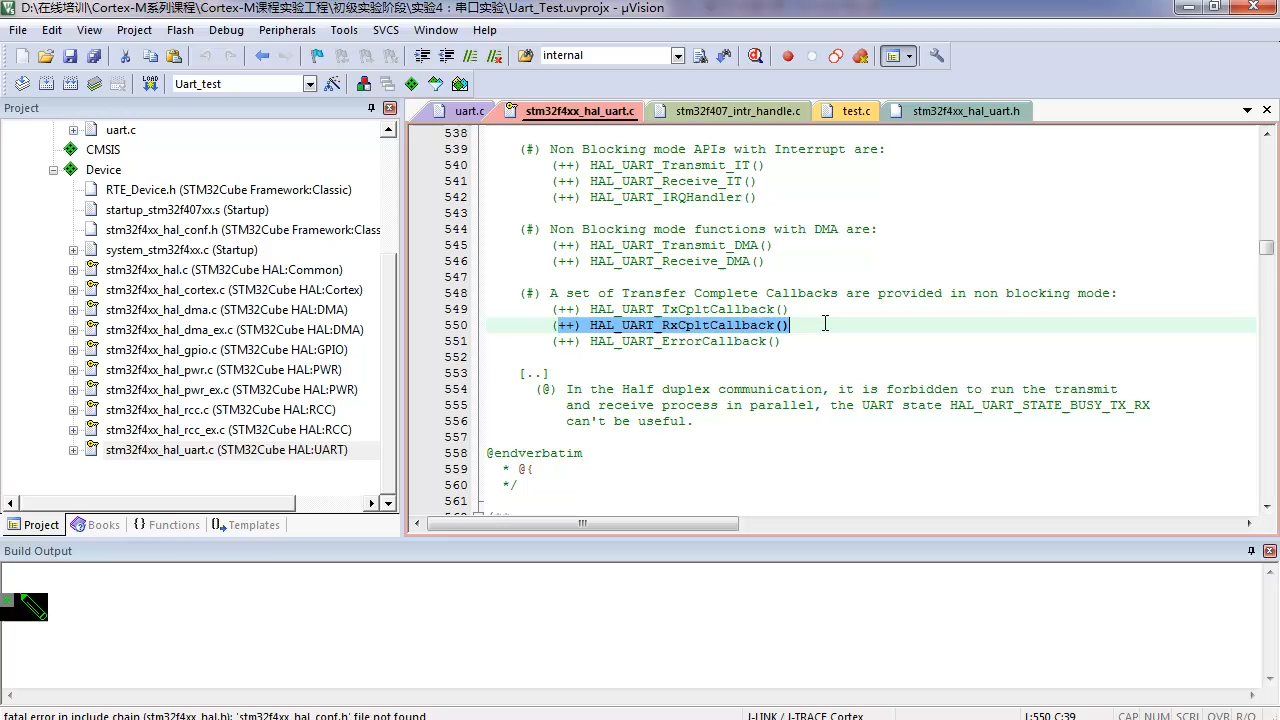 D:\在线培训\Cortex-M系列课程\Cortex-M课程实验工程\初级实验阶段\实验4：串口实验\Uart_Test.uvprojx - µVision
File Edit View Project Flash Debug Peripherals Tools SVCS Window Help
internal
LOAD Uart_test
Project
uart.c
CMSIS
Device
RTE_Device.h (STM32Cube Framework:Classic)
startup_stm32f407xx.s (Startup)
stm32f4xx_hal_conf.h (STM32Cube Framework:Class
system_stm32f4xx.c (Startup)
stm32f4xx_hal.c (STM32Cube HAL:Common)
stm32f4xx_hal_cortex.c (STM32Cube HAL:Cortex)
stm32f4xx_hal_dma.c (STM32Cube HAL:DMA)
stm32f4xx_hal_dma_ex.c (STM32Cube HAL:DMA)
stm32f4xx_hal_gpio.c (STM32Cube HAL:GPIO)
stm32f4xx_hal_pwr.c (STM32Cube HAL:PWR)
stm32f4xx_hal_pwr_ex.c (STM32Cube HAL:PWR)
stm32f4xx_hal_rcc.c (STM32Cube HAL:RCC)
stm32f4xx_hal_rcc_ex.c (STM32Cube HAL:RCC)
stm32f4xx_hal_uart.c (STM32Cube HAL:UART)
Project Books Functions Templates
uart.c stm32f4xx_hal_uart.c stm32f407_intr_handle.c test.c stm32f4xx_hal_uart.h
538
539 (#) Non Blocking mode APIs with Interrupt are:
540 (++) HAL_UART_Transmit_IT()
541 (++) HAL_UART_Receive_IT()
542 (++) HAL_UART_IRQHandler()
543
544 (#) Non Blocking mode functions with DMA are:
545 (++) HAL_UART_Transmit_DMA()
546 (++) HAL_UART_Receive_DMA()
547
548 (#) A set of Transfer Complete Callbacks are provided in non blocking mode:
549 (++) HAL_UART_TxCpltCallback()
550 (++) HAL_UART_RxCpltCallback()
551 (++) HAL_UART_ErrorCallback()
552
553 [..]
554 (@) In the Half duplex communication, it is forbidden to run the transmit
555 and receive process in parallel, the UART state HAL_UART_STATE_BUSY_TX_RX
556 can't be useful.
557
558 @endverbatim
559 * @{
560 */
561
Build Output
fatal error in include chain (stm32f4xx_hal.h): 'stm32f4xx_hal_conf.h' file not found
J-LINK / J-TRACE Cortex L:550 C:39 CAP NUM SCRL OVR R/O